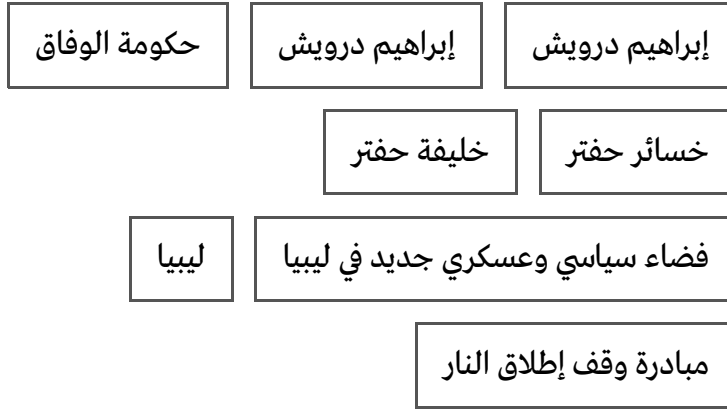 إبراهيم درويش إبراهيم درويش حكومة الوفاق
خسائر حفتر خليفة حفتر
فضاء سياسي وعسكري جديد في ليبيا ليبيا
مبادرة وقف إطلاق النار